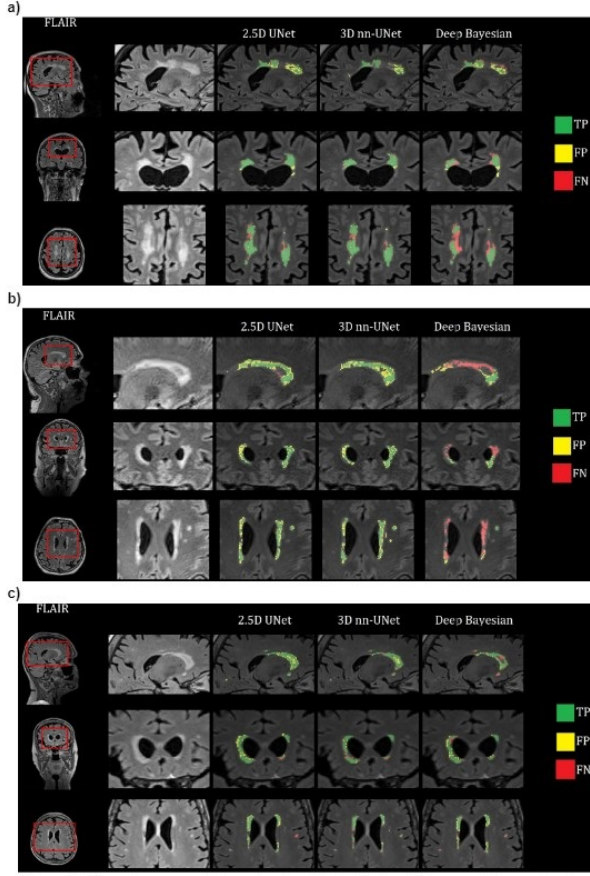 a)
FLAIR
2.5D UNet 3D nn-UNet Deep Bayesian
TP
FP
FN
b)
2.5D UNet 3D nn-UNet Deep Bayesian
TP
FP
FN
c)
FLAIR
2.5D UNet 3D nn-UNet Deep Bayesian
TP
FP
FN